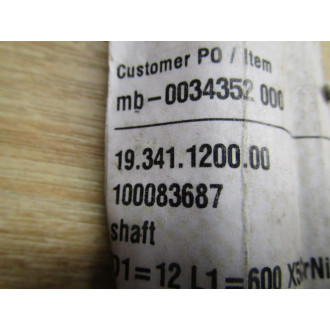 Customer PO / Item
mb-0034352 000
19.341.1200.00
100083687
shaft
D1=12 L1=600